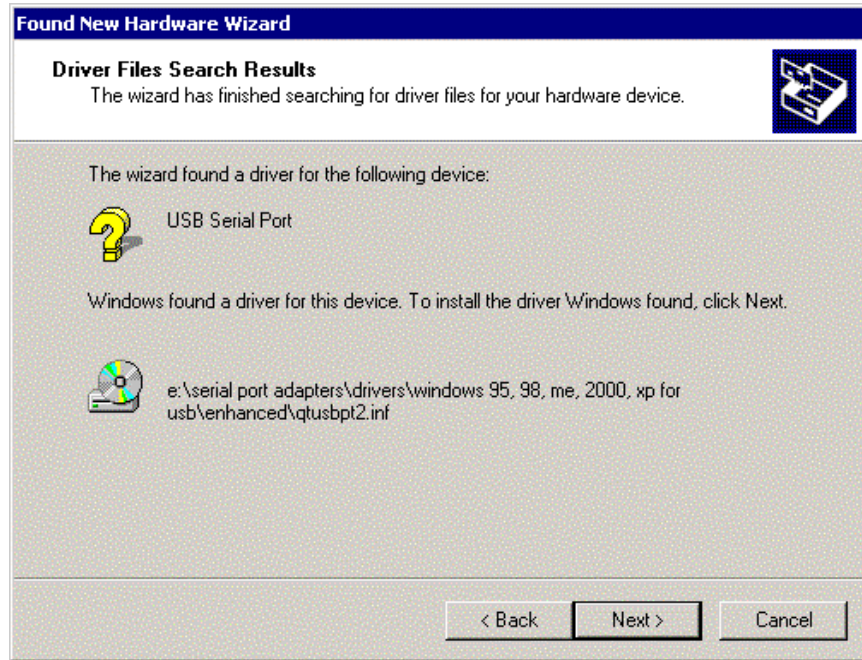 Found New Hardware Wizard
Driver Files Search Results
The wizard has finished searching for driver files for your hardware device.
The wizard found a driver for the following device:
USB Serial Port
Windows found a driver for this device. To install the driver Windows found, click Next.
e:\serial port adapters\drivers\windows 95, 98, me, 2000, xp for
usb\enhanced\qtusbpt2.inf
< Back
Next >
Cancel